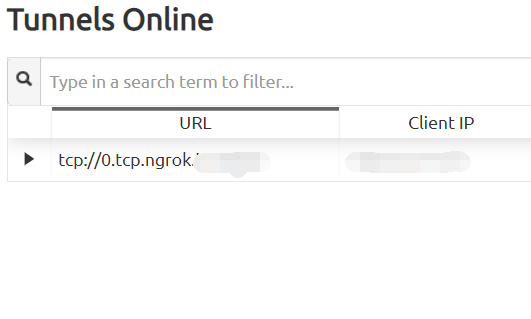 Tunnels Online
Type in a search term to filter...
URL Client IP
tcp://0.tcp.ngrok.